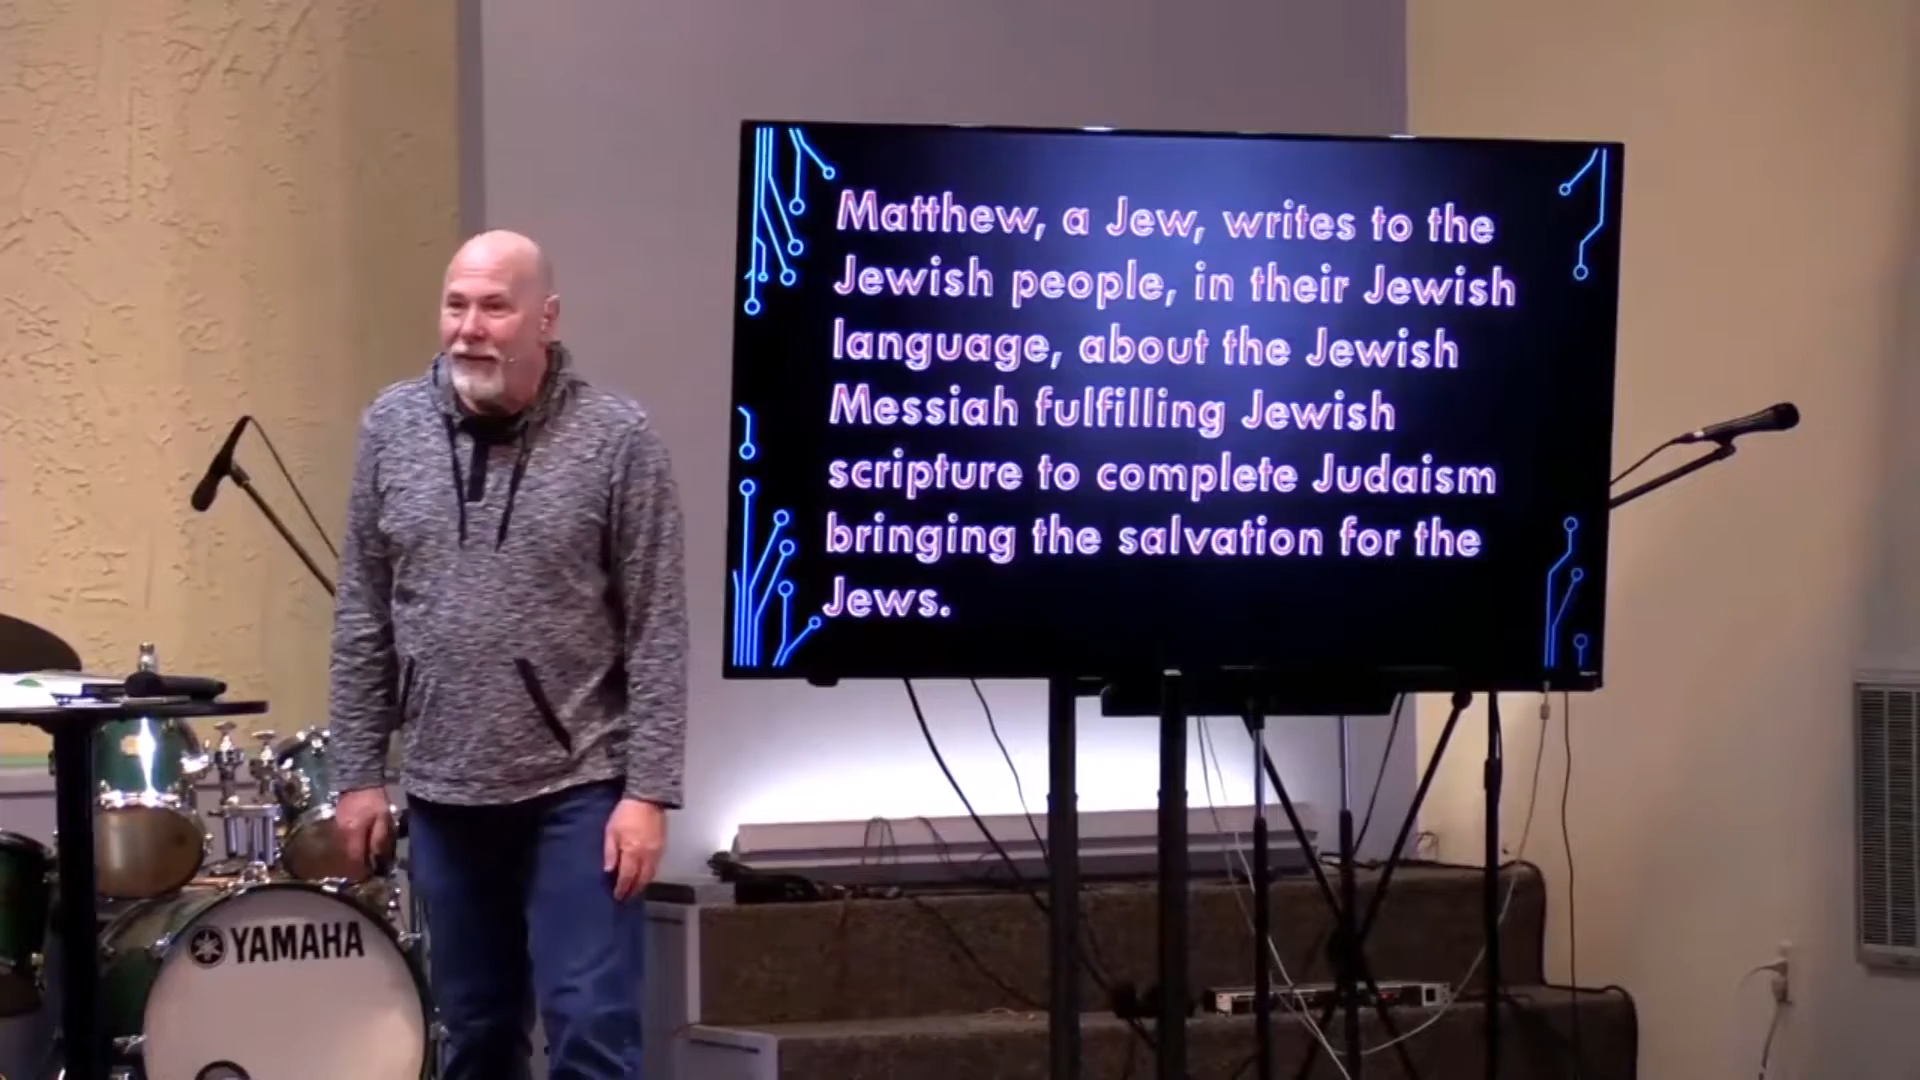 Matthew, a Jew, writes to the
Jewish people, in their Jewish
language, about the Jewish
Messiah fulfilling Jewish
scripture to complete Judaism
bringing the salvation for the
Jews.
YAMAHA